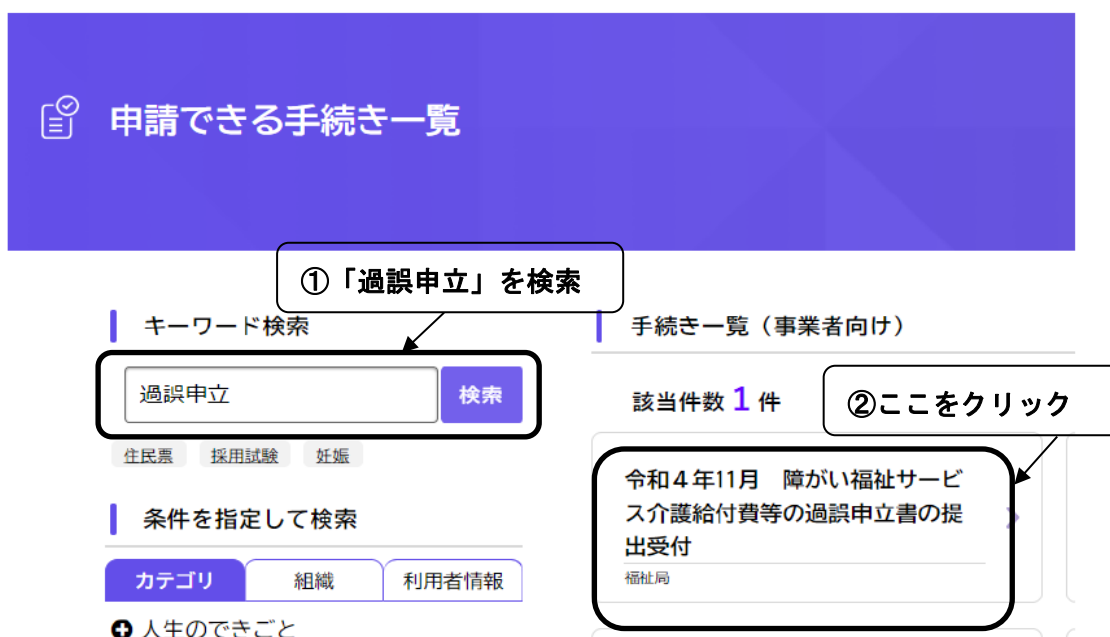 申請できる手続き一覧
①「過誤申立」を検索
キーワード検索
過誤申立
検索
住民票 採用試験 妊娠
条件を指定して検索
カテゴリ 組織 利用者情報
人生のできごと
手続き一覧（事業者向け）
該当件数 1 件
②ここをクリック
令和４年11月　障がい福祉サービ
ス介護給付費等の過誤申立書の提
出受付
福祉局